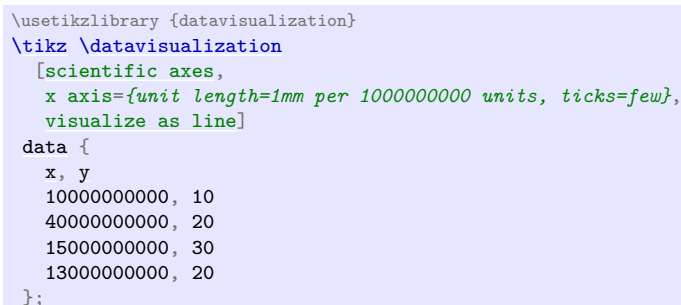 \usetikzlibrary {datavisualization}
\tikz \datavisualization
[scientific axes,
x axis={unit length=1mm per 1000000000 units, ticks=few},
visualize as line]
data {
x, y
10000000000, 10
40000000000, 20
15000000000, 30
13000000000, 20
};